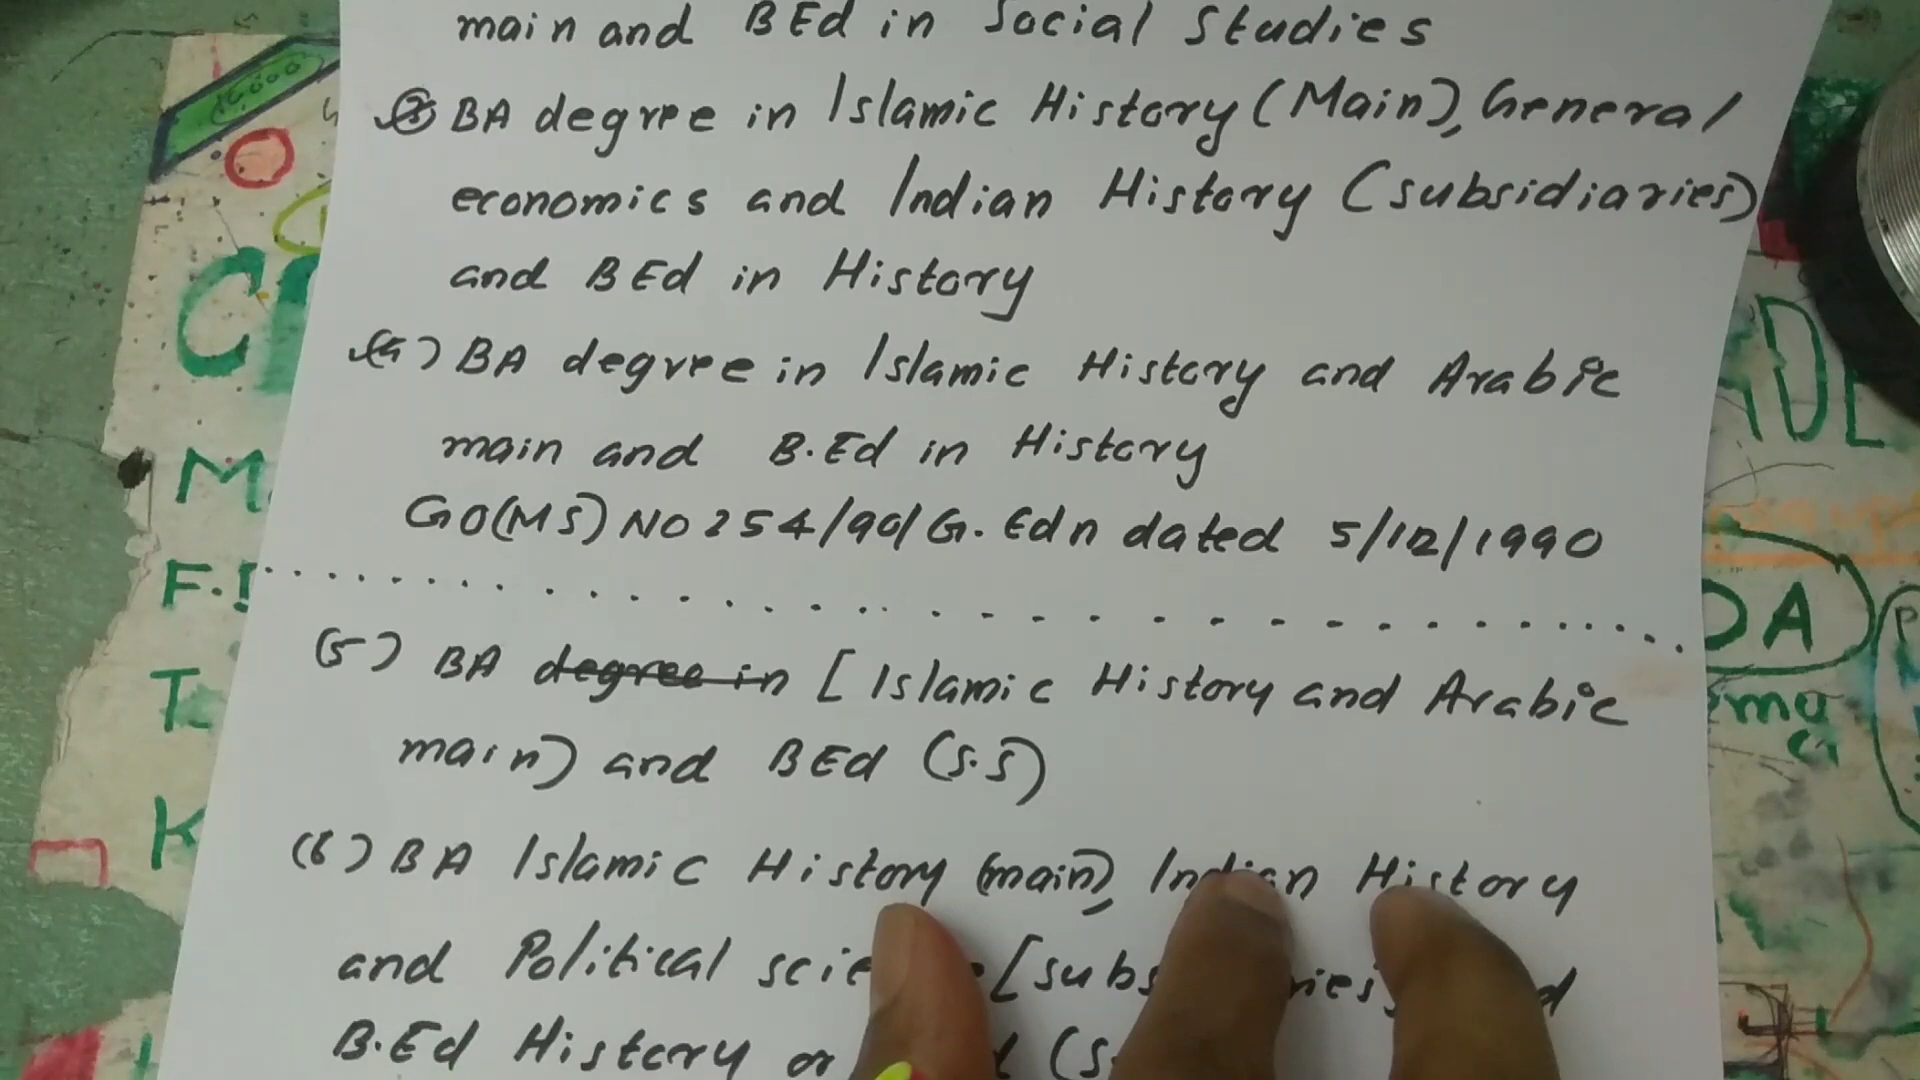 main and BEd in Social Studies
(3) BA degree in Islamic History (Main), General
economics and Indian History (subsidiaries)
and BEd in History
(4) BA degree in Islamic History and Arabic
main and B.Ed in History
GO(MS) NO 254/90/G. Edn dated 5/12/1990
(5) BA degree in [Islamic History and Arabic
main) and BEd (S.S)
(6) BA Islamic History (main), Indian History
and Political
B.Ed History or
M
F.I
T
K
DA